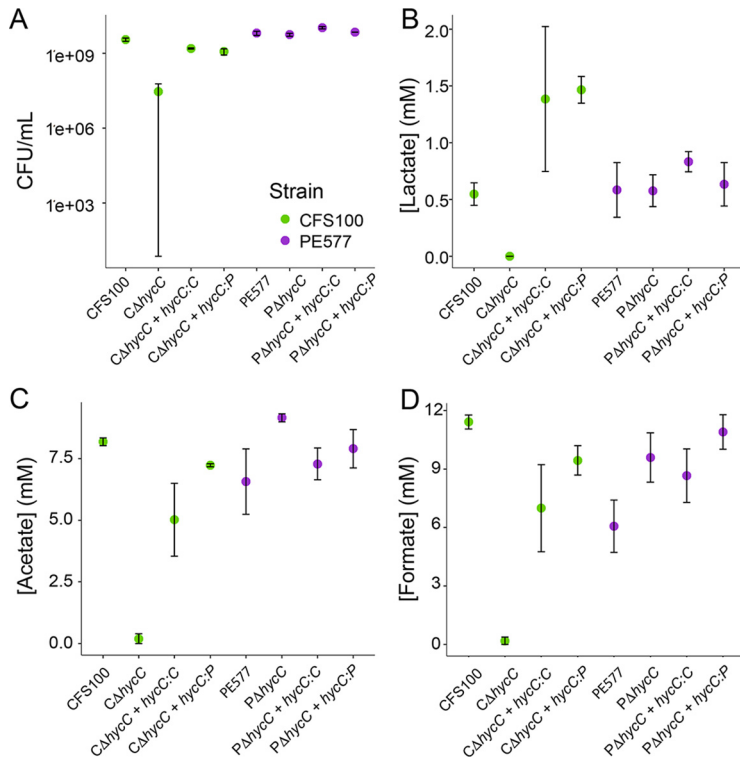 A
CFU/mL
1e+09
1e+06
1e+03
Strain
CFS100
PE577
CFS100
CΔhycC
CΔhycC + hycC:C
CΔhycC + hycC:P
PE577
PΔhycC
PΔhycC + hycC:C
PΔhycC + hycC:P
B
[Lactate] (mM)
2.0
1.5
1.0
0.5
0.0
CFS100
CΔhycC
CΔhycC + hycC:C
CΔhycC + hycC:P
PE577
PΔhycC
PΔhycC + hycC:C
PΔhycC + hycC:P
C
[Acetate] (mM)
7.5
5.0
2.5
0.0
CFS100
CΔhycC
CΔhycC + hycC:C
CΔhycC + hycC:P
PE577
PΔhycC
PΔhycC + hycC:C
PΔhycC + hycC:P
D
[Formate] (mM)
12
9
6
3
0
CFS100
CΔhycC
CΔhycC + hycC:C
CΔhycC + hycC:P
PE577
PΔhycC
PΔhycC + hycC:C
PΔhycC + hycC:P